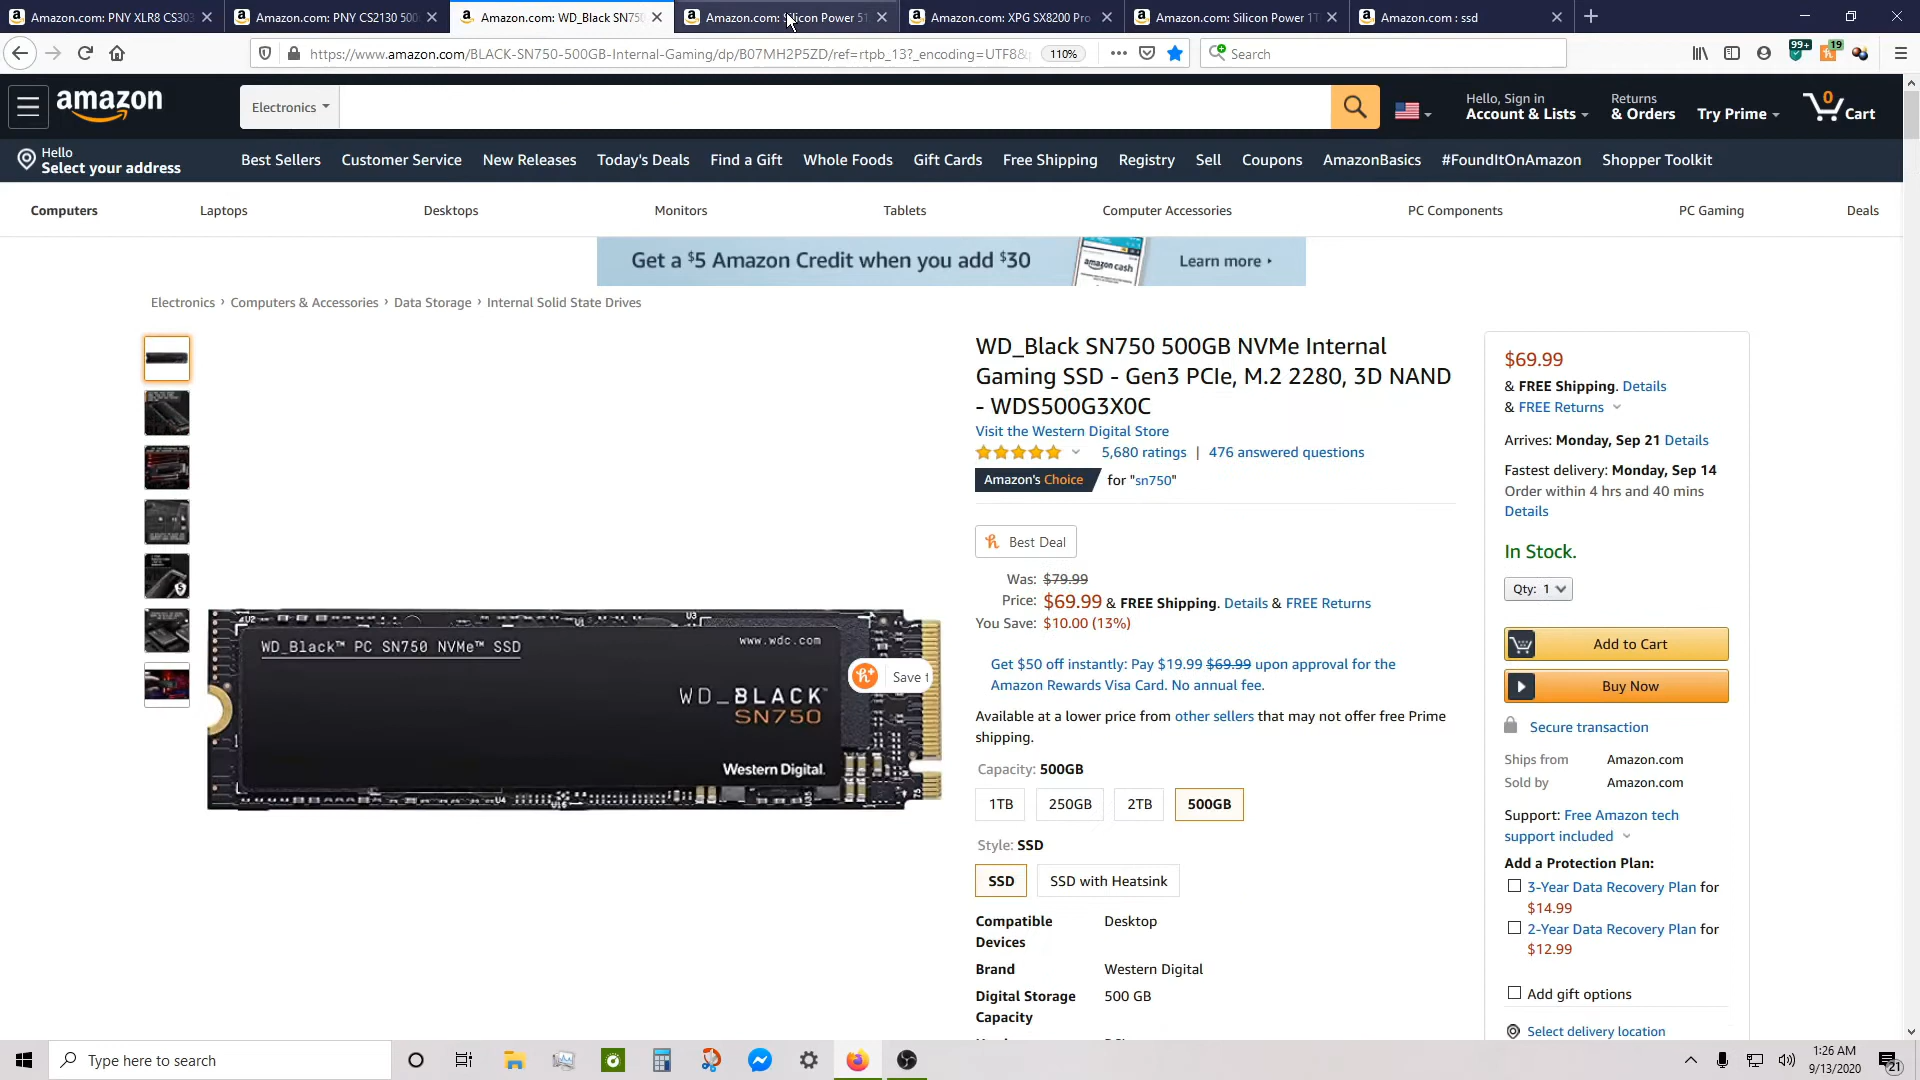 Amazon.com: PNY XLR8 CS303
Amazon.com: PNY CS2130 500
Amazon.com: WD_Black SN750
Amazon.com: Silicon Power 51
Amazon.com: XPG SX8200 Pro
Amazon.com: Silicon Power 1T
Amazon.com : ssd
https://www.amazon.com/BLACK-SN750-500GB-Internal-Gaming/dp/B07MH2P5ZD/ref=rtpb_13?_encoding=UTF8&
110%
Search
99+
19
amazon
Electronics
Hello, Sign in
Account & Lists
Returns
& Orders
Try Prime
0
Cart
Hello
Select your address
Best Sellers
Customer Service
New Releases
Today's Deals
Find a Gift
Whole Foods
Gift Cards
Free Shipping
Registry
Sell
Coupons
AmazonBasics
#FoundItOnAmazon
Shopper Toolkit
Computers
Laptops
Desktops
Monitors
Tablets
Computer Accessories
PC Components
PC Gaming
Deals
Get a $5 Amazon Credit when you add $30
amazon cash
Learn more ›
Electronics › Computers & Accessories › Data Storage › Internal Solid State Drives
WD_Black™ PC SN750 NVMe™ SSD
www.wdc.com
WD_BLACK™
SN750
Western Digital.
U2
U3
U4
U16
Save t
WD_Black SN750 500GB NVMe Internal
Gaming SSD - Gen3 PCIe, M.2 2280, 3D NAND
- WDS500G3X0C
Visit the Western Digital Store
5,680 ratings | 476 answered questions
Amazon's Choice for "sn750"
Best Deal
Was: $79.99
Price: $69.99 & FREE Shipping. Details & FREE Returns
You Save: $10.00 (13%)
Get $50 off instantly: Pay $19.99 $69.99 upon approval for the
Amazon Rewards Visa Card. No annual fee.
Available at a lower price from other sellers that may not offer free Prime
shipping.
Capacity: 500GB
1TB
250GB
2TB
500GB
Style: SSD
SSD
SSD with Heatsink
Compatible Devices
Desktop
Brand
Western Digital
Digital Storage Capacity
500 GB
$69.99
& FREE Shipping. Details
& FREE Returns
Arrives: Monday, Sep 21 Details
Fastest delivery: Monday, Sep 14
Order within 4 hrs and 40 mins
Details
In Stock.
Qty: 1
Add to Cart
Buy Now
Secure transaction
Ships from Amazon.com
Sold by Amazon.com
Support: Free Amazon tech
support included
Add a Protection Plan:
3-Year Data Recovery Plan for
$14.99
2-Year Data Recovery Plan for
$12.99
Add gift options
Select delivery location
Type here to search
1:26 AM
9/13/2020
21